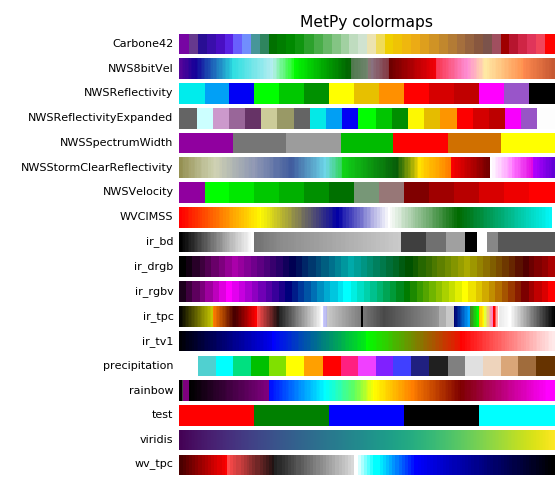 MetPy colormaps
Carbone42
NWS8bitVel
NWSReflectivity
NWSReflectivityExpanded
NWSSpectrumWidth
NWSStormClearReflectivity
NWSVelocity
WVCIMSS
ir_bd
ir_drgb
ir_rgbv
ir_tpc
ir_tv1
precipitation
rainbow
test
viridis
wv_tpc